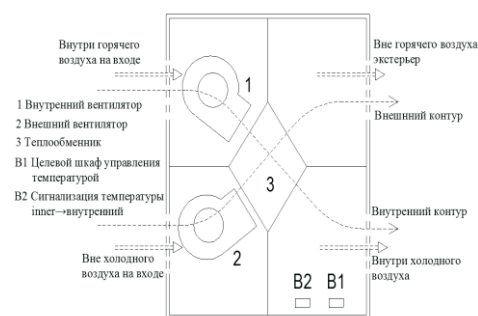 Внутри горячего
воздуха на входе
Вне горячего воздуха
экстерьер
1
1 Внутренний вентилятор
2 Внешний вентилятор
3 Теплообменник
B1 Целевой шкаф управления
температурой
B2 Сигнализация температуры
inner→внутренний
Внешнний контур
3
Внутренний контур
Вне холодного
воздуха на входе
2
Внутри холодного
воздуха
B2 B1